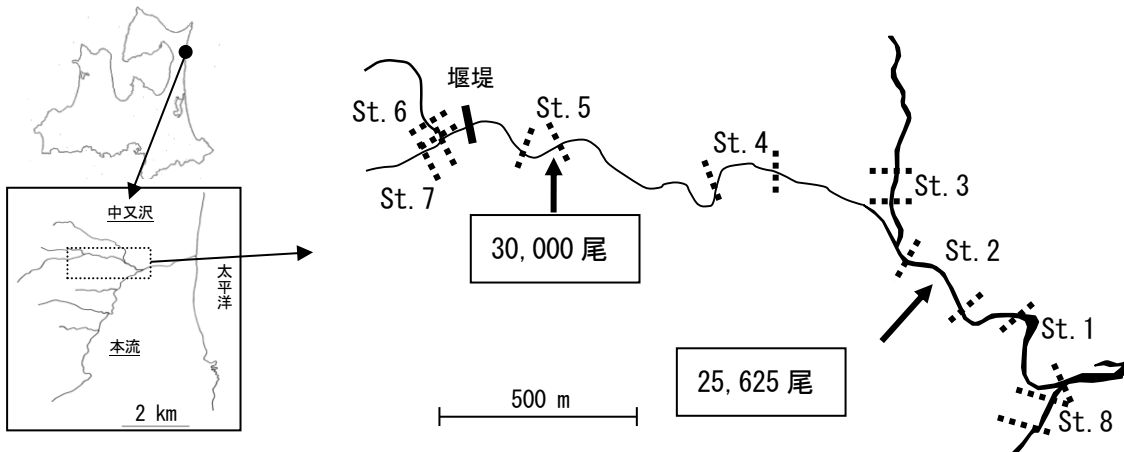 堰堤
St. 6
St. 5
St. 4
St. 7
St. 3
30,000 尾
St. 2
St. 1
25,625 尾
500 m
St. 8
中又沢
太平洋
本流
2 km